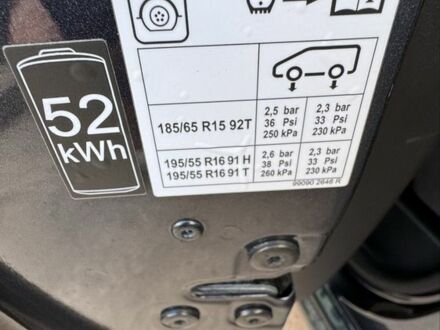 52
kWh
185/65 R15 92T
2,5 bar
36 Psi
250 kPa
2,3 bar
33 Psi
230 kPa
195/55 R16 91 H
195/55 R16 91 T
2,6 bar
38 Psi
260 kPa
2,3 bar
33 Psi
230 kPa
99090 2646 R